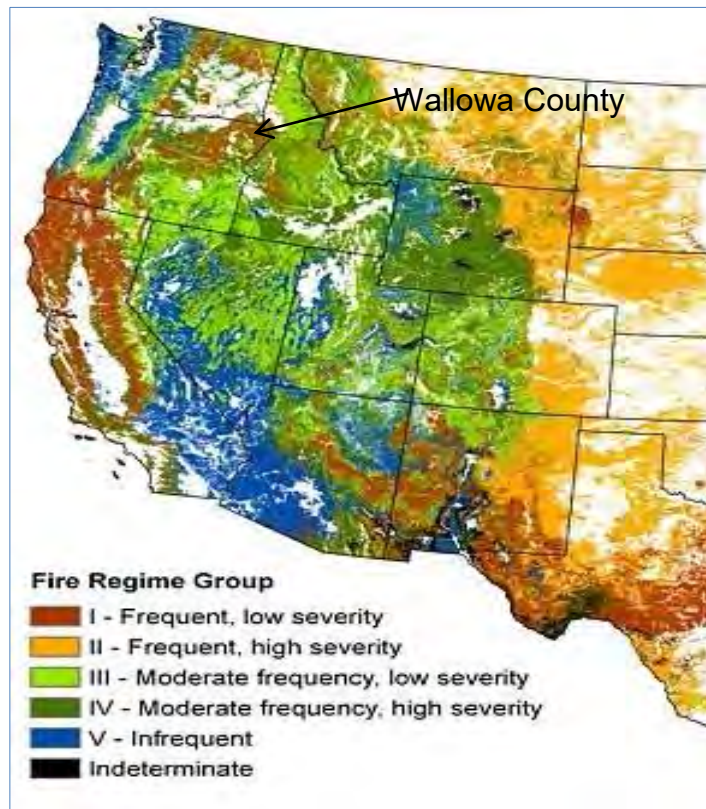 Wallowa County
Fire Regime Group
I - Frequent, low severity
II - Frequent, high severity
III - Moderate frequency, low severity
IV - Moderate frequency, high severity
V - Infrequent
Indeterminate